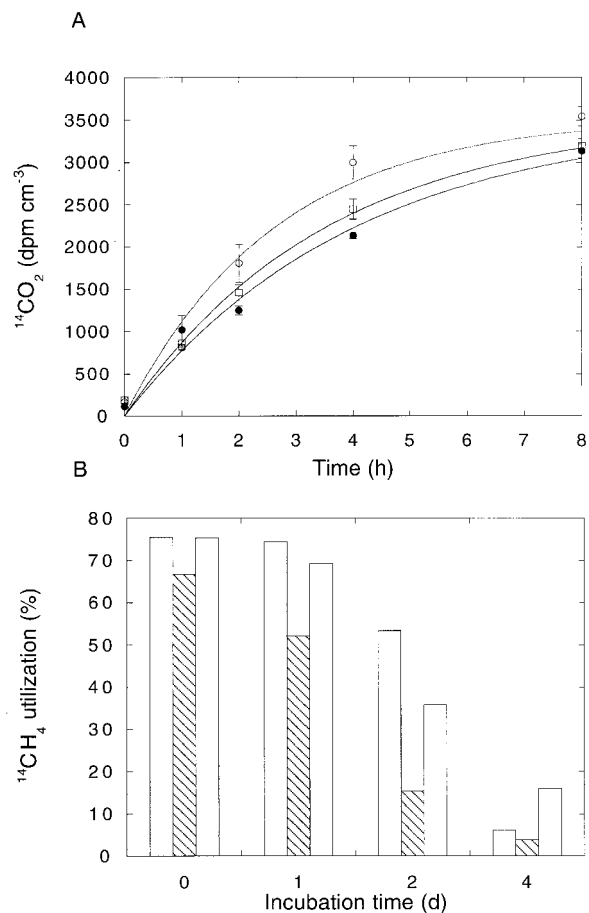 A
4000
3500
3000
2500
2000
1500
1000
500
0
¹⁴CO₂ (dpm cm⁻³)
0 1 2 3 4 5 6 7 8
Time (h)
B
80
70
60
50
40
30
20
10
0
¹⁴CH₄ utilization (%)
0 1 2 4
Incubation time (d)